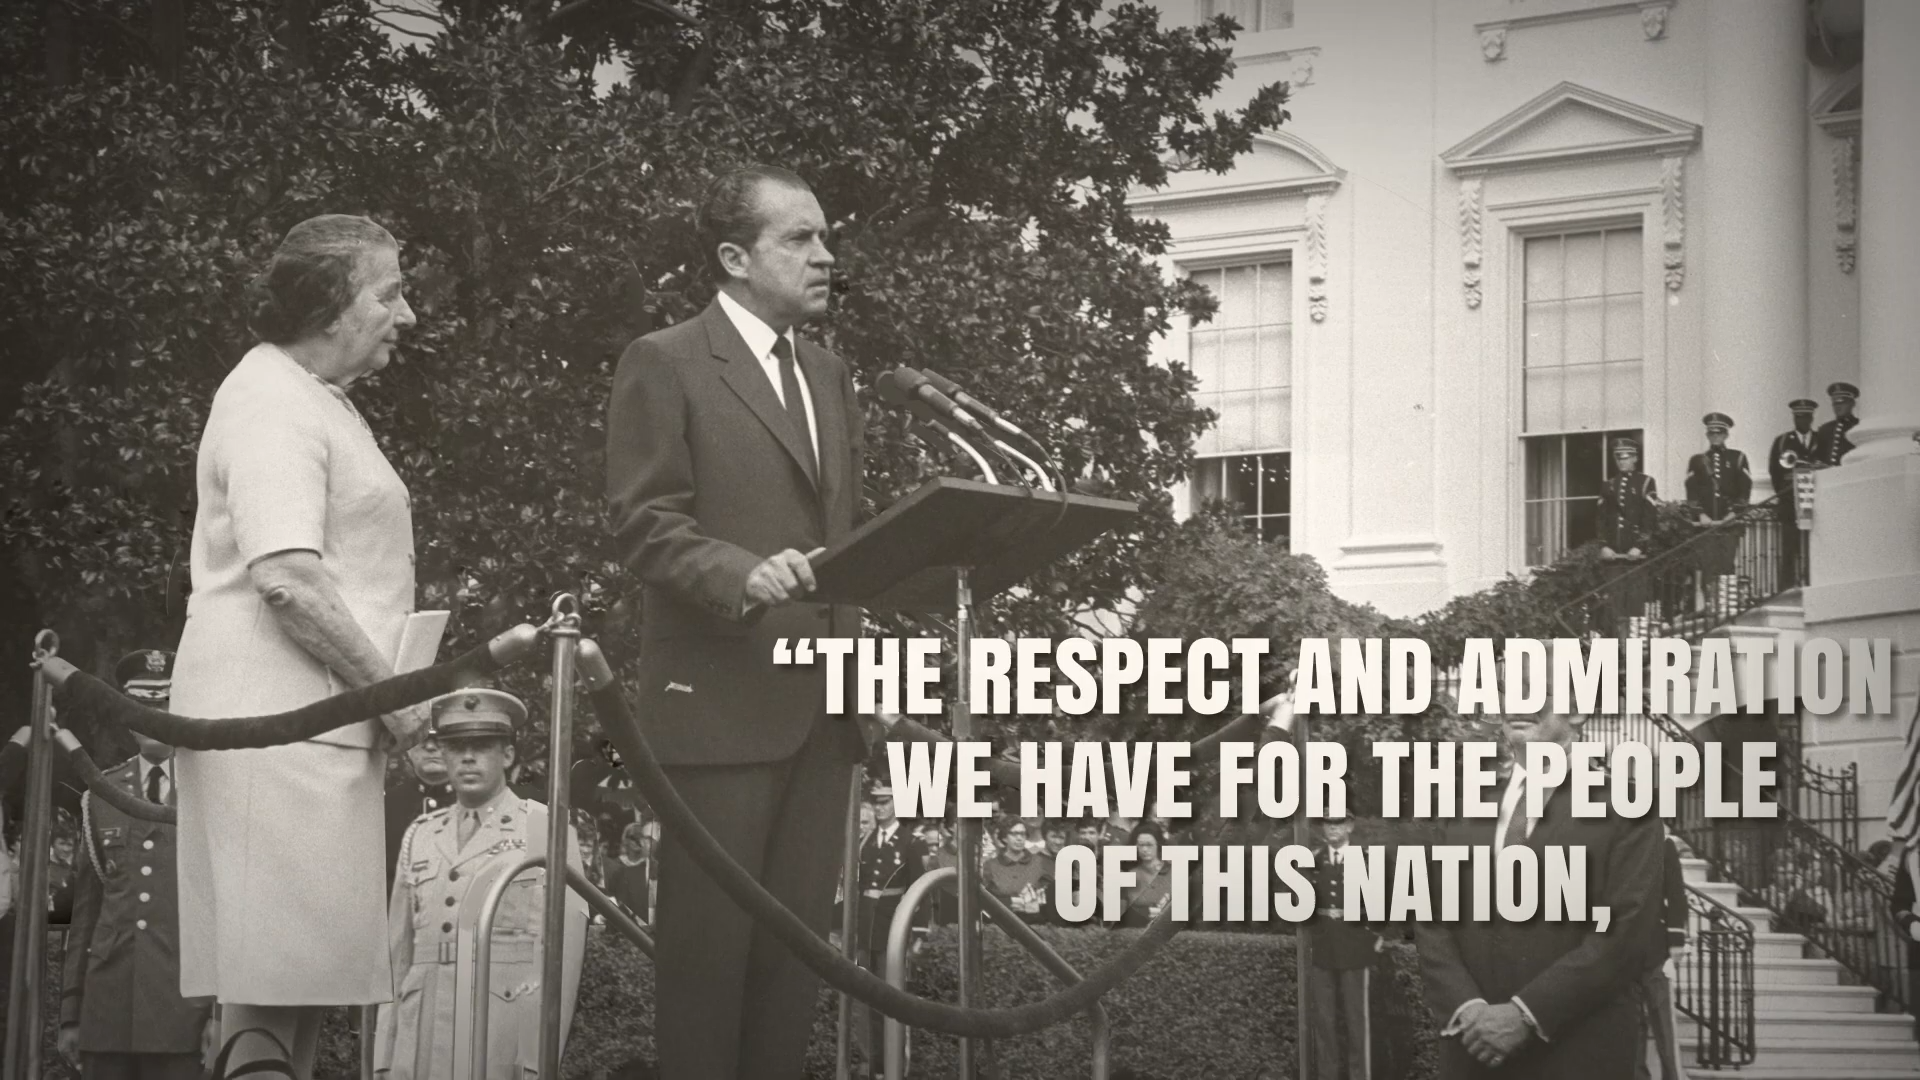 “THE RESPECT AND ADMIRATION
WE HAVE FOR THE PEOPLE
OF THIS NATION,